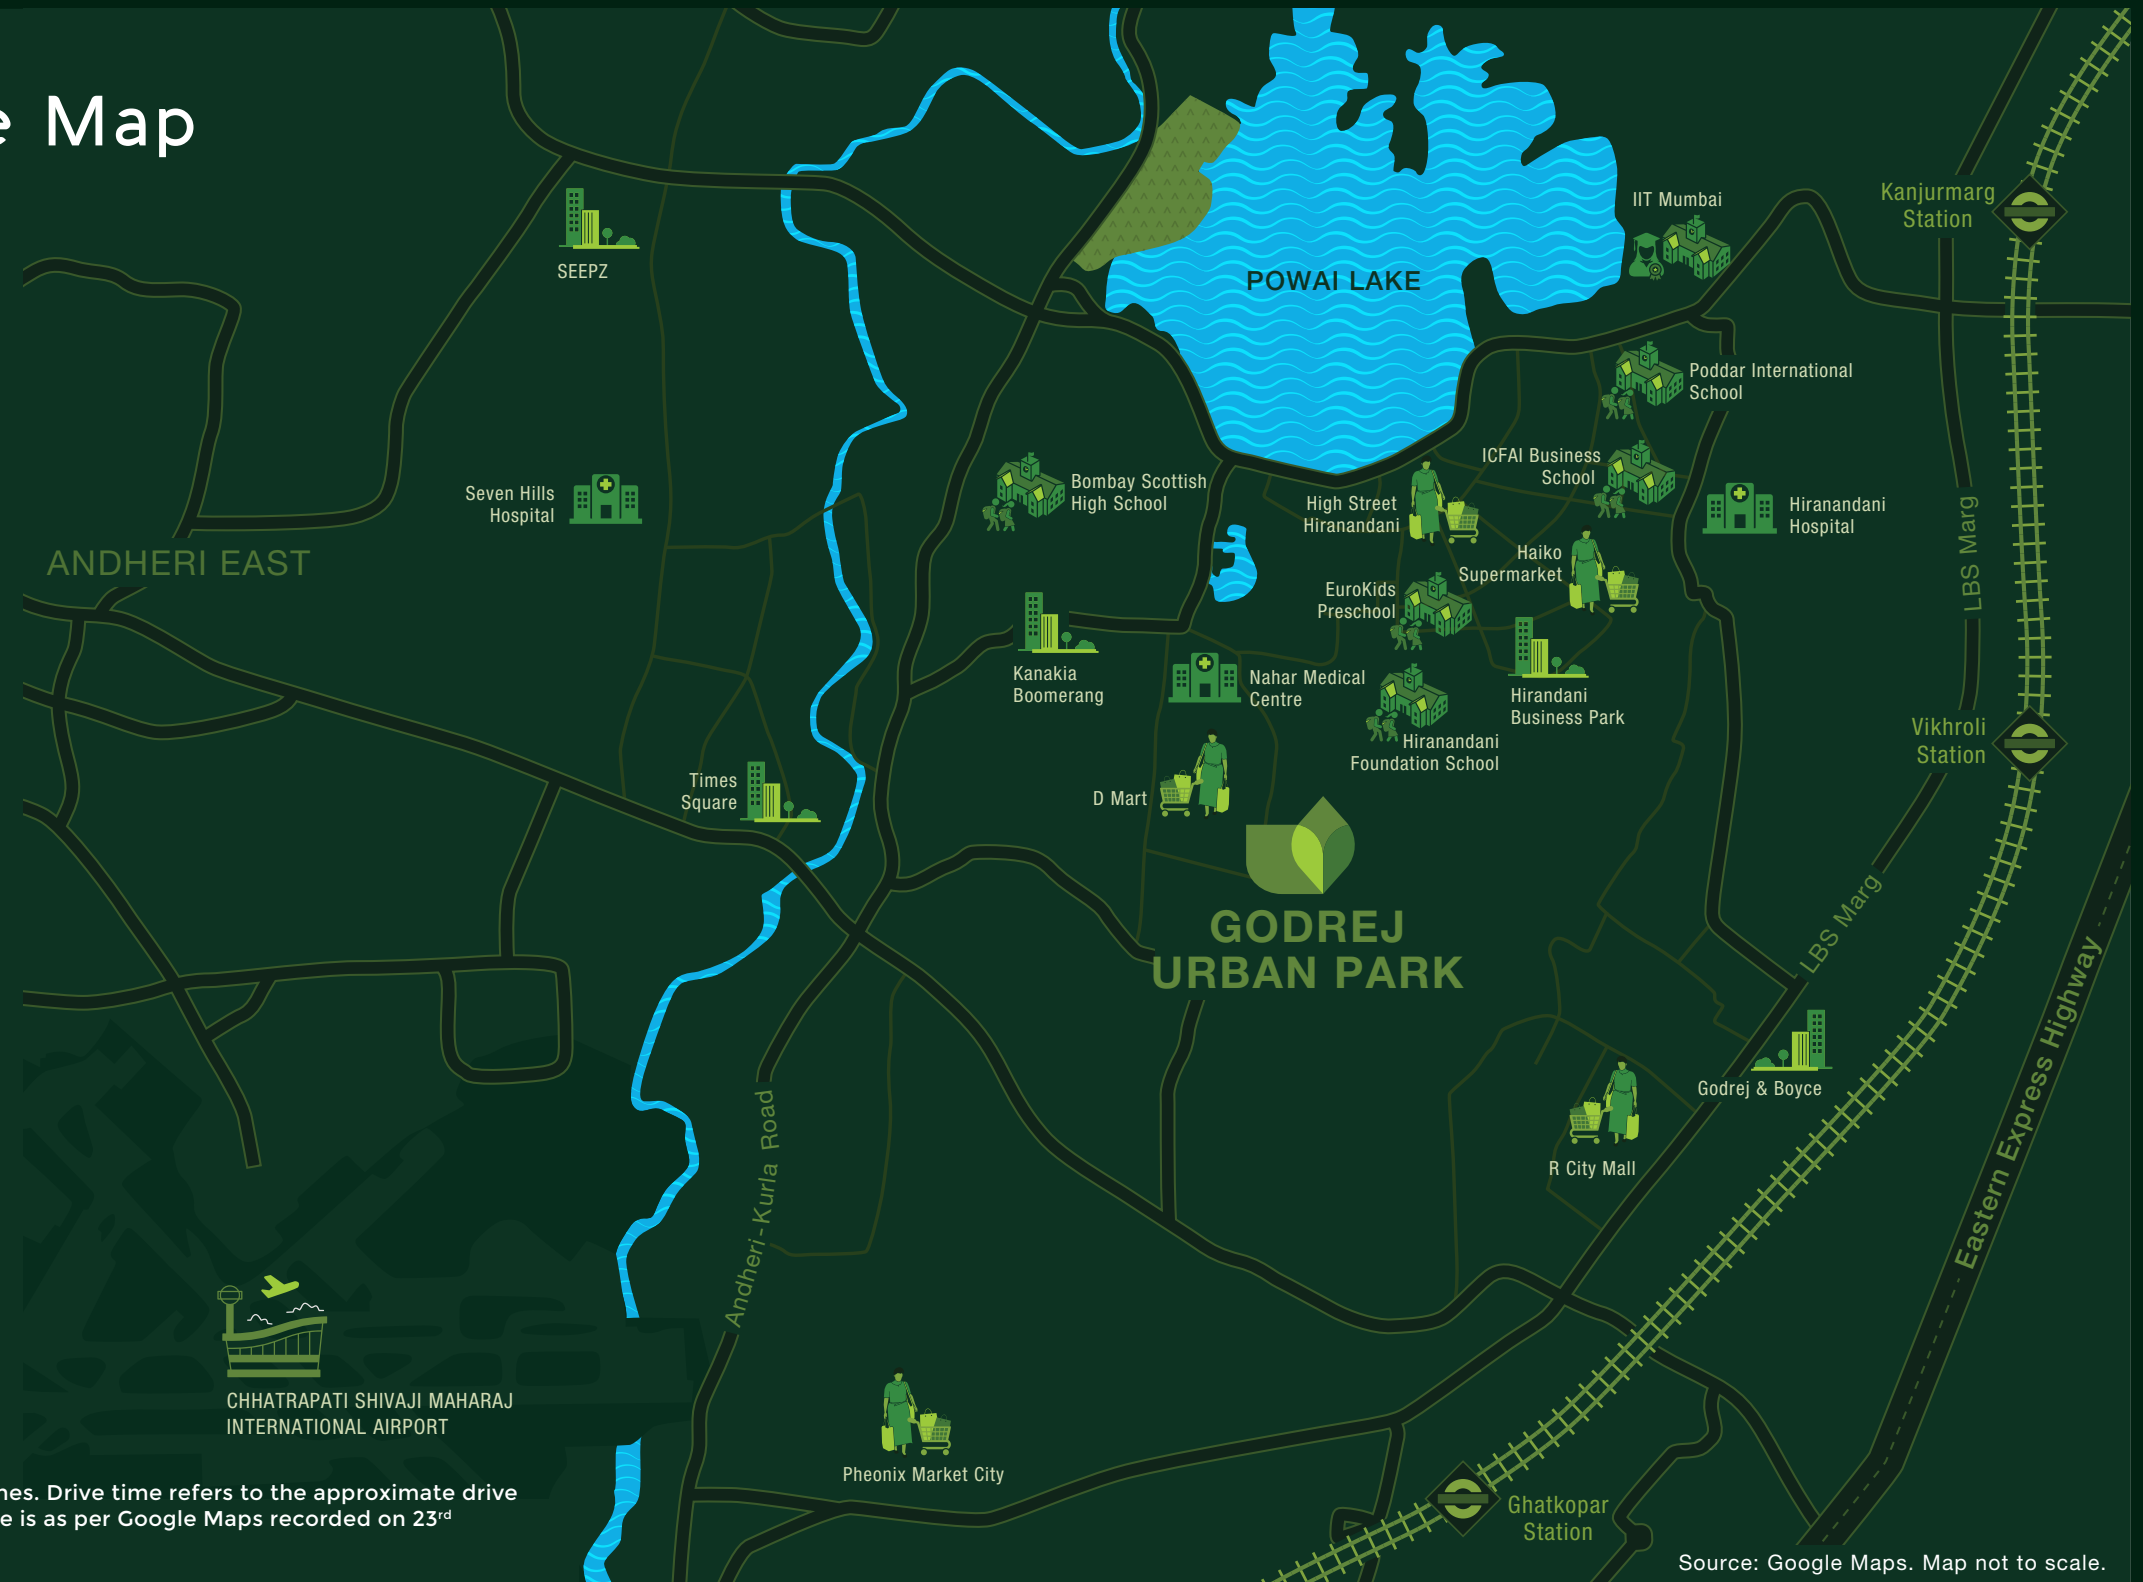 e Map
IIT Mumbai
Kanjurmarg
Station
SEEPZ
POWAI LAKE
Poddar International
School
ICFAI Business
School
Seven Hills
Hospital
Bombay Scottish
High School
High Street
Hiranandani
Hiranandani
Hospital
LBS Marg
ANDHERI EAST
Haiko
Supermarket
EuroKids
Preschool
Kanakia
Boomerang
Nahar Medical
Centre
Hirandani
Business Park
Vikhroli
Station
Hiranandani
Foundation School
Times
Square
D Mart
GODREJ
URBAN PARK
LBS Marg
Eastern Express Highway
Godrej & Boyce
Andheri-Kurla Road
R City Mall
CHHATRAPATI SHIVAJI MAHARAJ
INTERNATIONAL AIRPORT
Pheonix Market City
nes. Drive time refers to the approximate drive
e is as per Google Maps recorded on 23rd
Ghatkopar
Station
Source: Google Maps. Map not to scale.